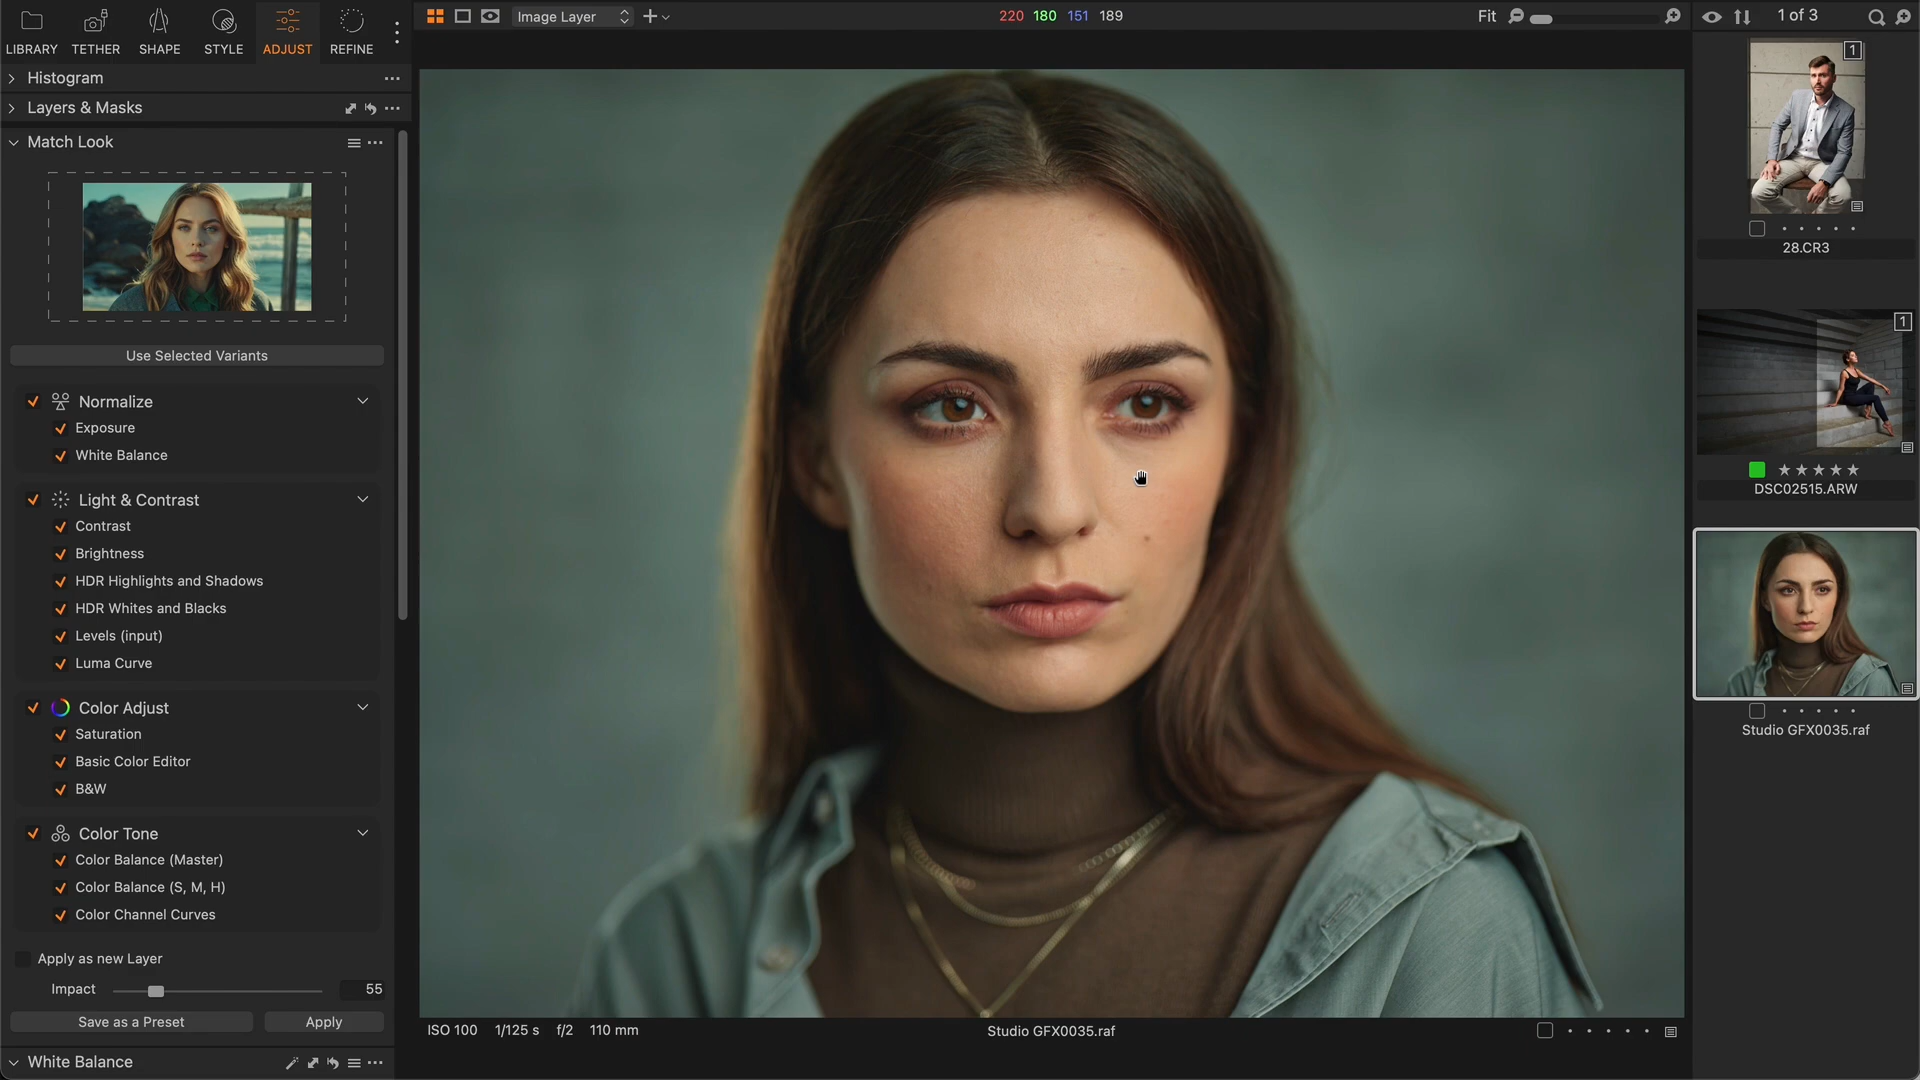 LIBRARY
TETHER
SHAPE
STYLE
ADJUST
REFINE
Image Layer
220 180 151 189
Fit
1 of 3
Histogram
Layers & Masks
Match Look
Use Selected Variants
Normalize
Exposure
White Balance
Light & Contrast
Contrast
Brightness
HDR Highlights and Shadows
HDR Whites and Blacks
Levels (input)
Luma Curve
Color Adjust
Saturation
Basic Color Editor
B&W
Color Tone
Color Balance (Master)
Color Balance (S, M, H)
Color Channel Curves
Apply as new Layer
Impact 55
Save as a Preset
Apply
White Balance
ISO 100 1/125 s f/2 110 mm
Studio GFX0035.raf
1
28.CR3
1
DSC02515.ARW
Studio GFX0035.raf